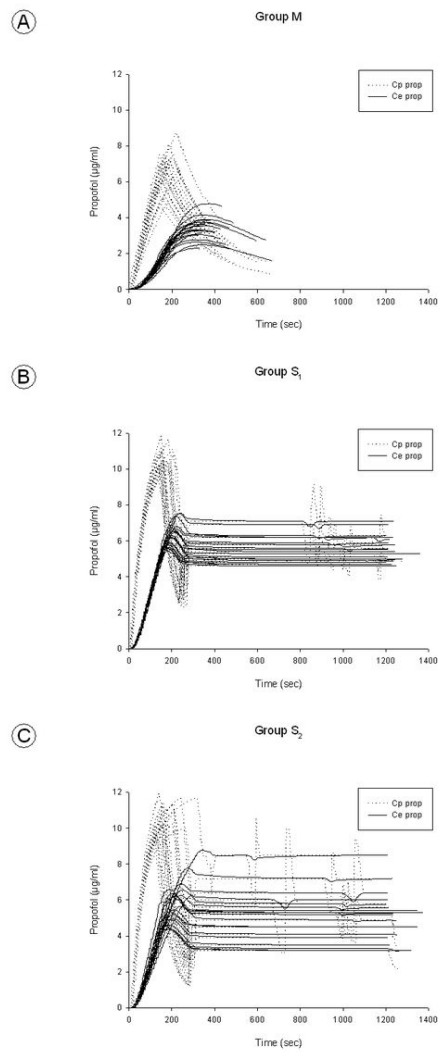 A
Group M
Cp prop
Ce prop
Propofol (µg/ml)
12
10
8
6
4
2
0
0 200 400 600 800 1000 1200 1400
Time (sec)
B
Group S1
Cp prop
Ce prop
Propofol (µg/ml)
12
10
8
6
4
2
0
0 200 400 600 800 1000 1200 1400
Time (sec)
C
Group S2
Cp prop
Ce prop
Propofol (µg/ml)
12
10
8
6
4
2
0
0 200 400 600 800 1000 1200 1400
Time (sec)